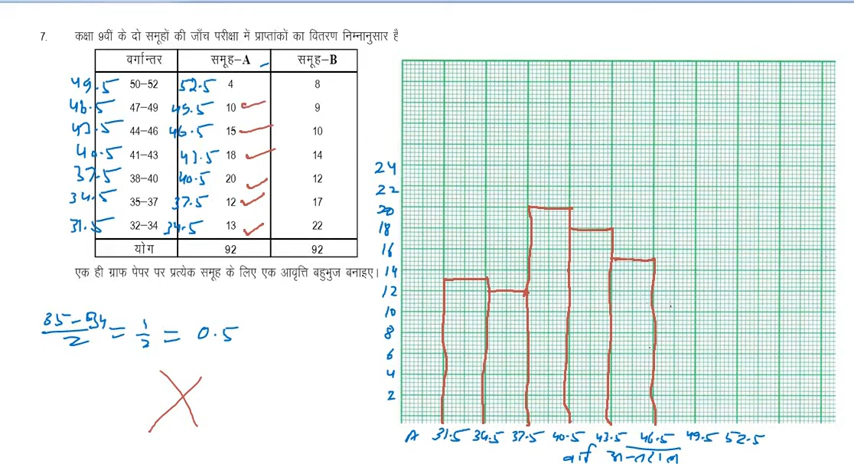 7. कक्षा 9वीं के दो समूहों की जाँच परीक्षा में प्राप्तांकों का वितरण निम्नानुसार है
वर्गान्तर समूह–A समूह–B
49.5 50–52 52.5 4 8
46.5 47–49 49.5 10 9
43.5 44–46 46.5 15 10
40.5 41–43 43.5 18 14
37.5 38–40 40.5 20 12
34.5 35–37 37.5 12 17
31.5 32–34 34.5 13 22
योग 92 92
एक ही ग्राफ पेपर पर प्रत्येक समूह के लिए एक आवृत्ति बहुभुज बनाइए।
35–34/2 = 1/2 = 0.5
24
22
20
18
16
14
12
10
8
6
4
2
A 31.5 34.5 37.5 40.5 43.5 46.5 49.5 52.5
वर्ग अन्तराल